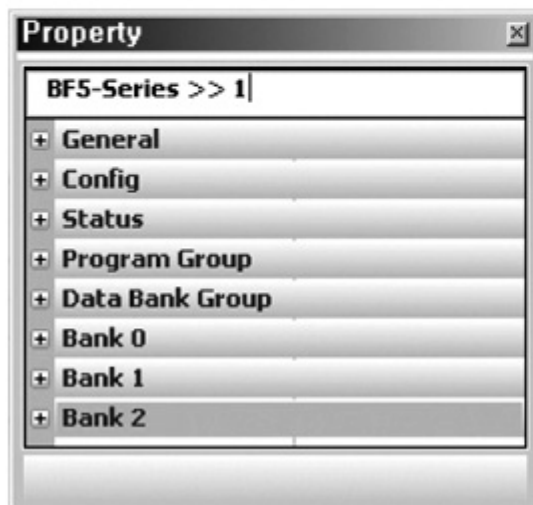 Property
BF5-Series >> 1
General
Config
Status
Program Group
Data Bank Group
Bank 0
Bank 1
Bank 2